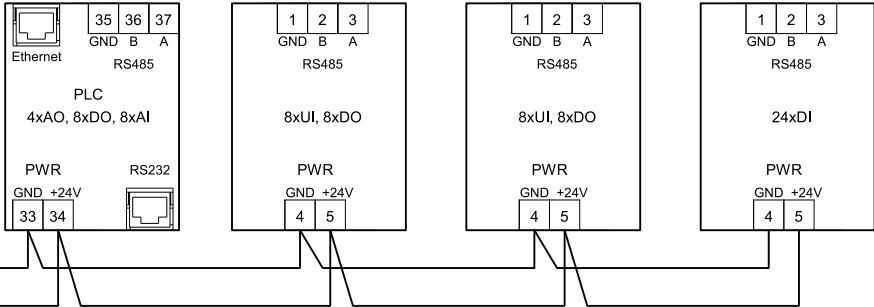 35 36 37
GND B A
Ethernet
RS485
PLC
4xAO, 8xDO, 8xAI
PWR
RS232
GND +24V
33 34
1 2 3
GND B A
RS485
8xUI, 8xDO
PWR
GND +24V
4 5
1 2 3
GND B A
RS485
8xUI, 8xDO
PWR
GND +24V
4 5
1 2 3
GND B A
RS485
24xDI
PWR
GND +24V
4 5